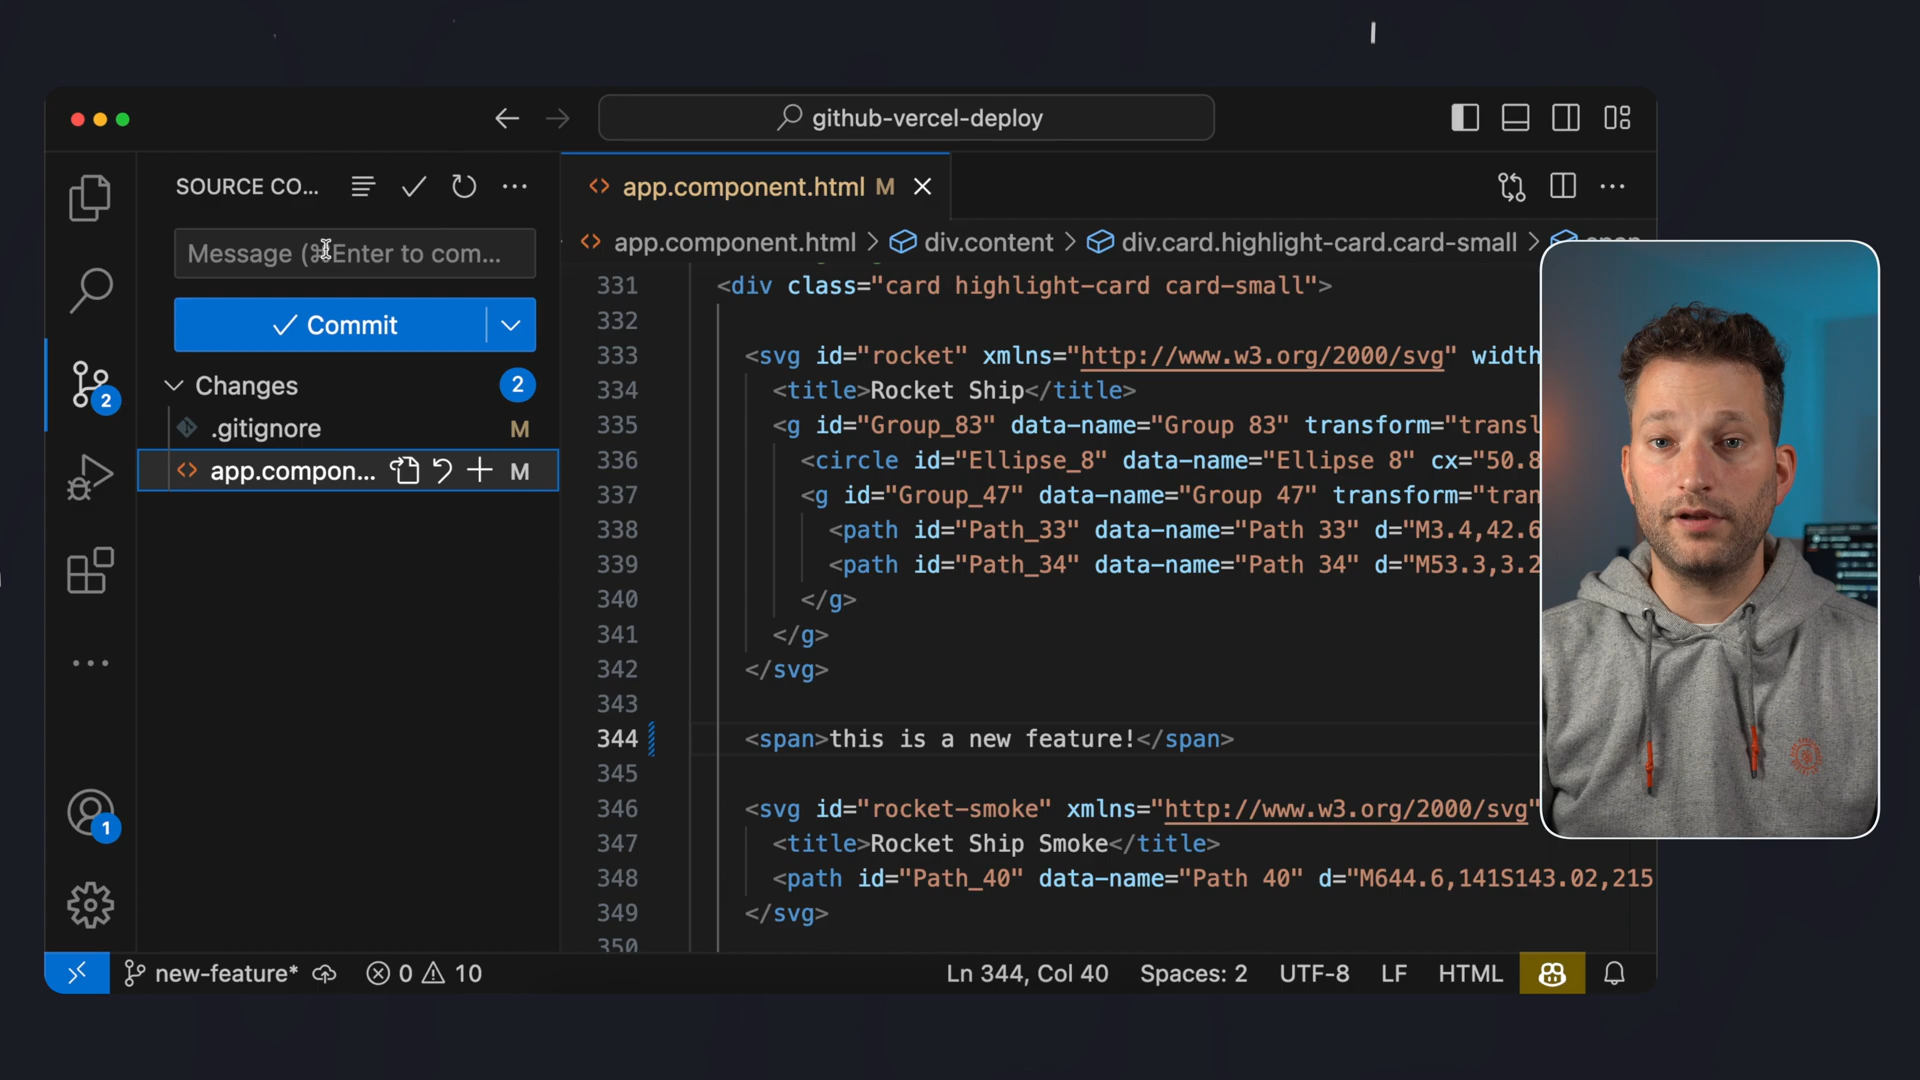 github-vercel-deploy
SOURCE CO...
app.component.html M
Message (⌘Enter to com...
app.component.html > div.content > div.card.highlight-card.card-small >
Commit
Changes 2
.gitignore M
app.compon... M
2
1
331 <div class="card highlight-card card-small">
332
333 <svg id="rocket" xmlns="http://www.w3.org/2000/svg" width
334 <title>Rocket Ship</title>
335 <g id="Group_83" data-name="Group 83" transform="transl
336 <circle id="Ellipse_8" data-name="Ellipse 8" cx="50.8
337 <g id="Group_47" data-name="Group 47" transform="tran
338 <path id="Path_33" data-name="Path 33" d="M3.4,42.6
339 <path id="Path_34" data-name="Path 34" d="M53.3,3.2
340 </g>
341 </g>
342 </svg>
343
344 <span>this is a new feature!</span>
345
346 <svg id="rocket-smoke" xmlns="http://www.w3.org/2000/svg"
347 <title>Rocket Ship Smoke</title>
348 <path id="Path_40" data-name="Path 40" d="M644.6,141S143.02,215
349 </svg>
350
new-feature* 0 10 Ln 344, Col 40 Spaces: 2 UTF-8 LF HTML